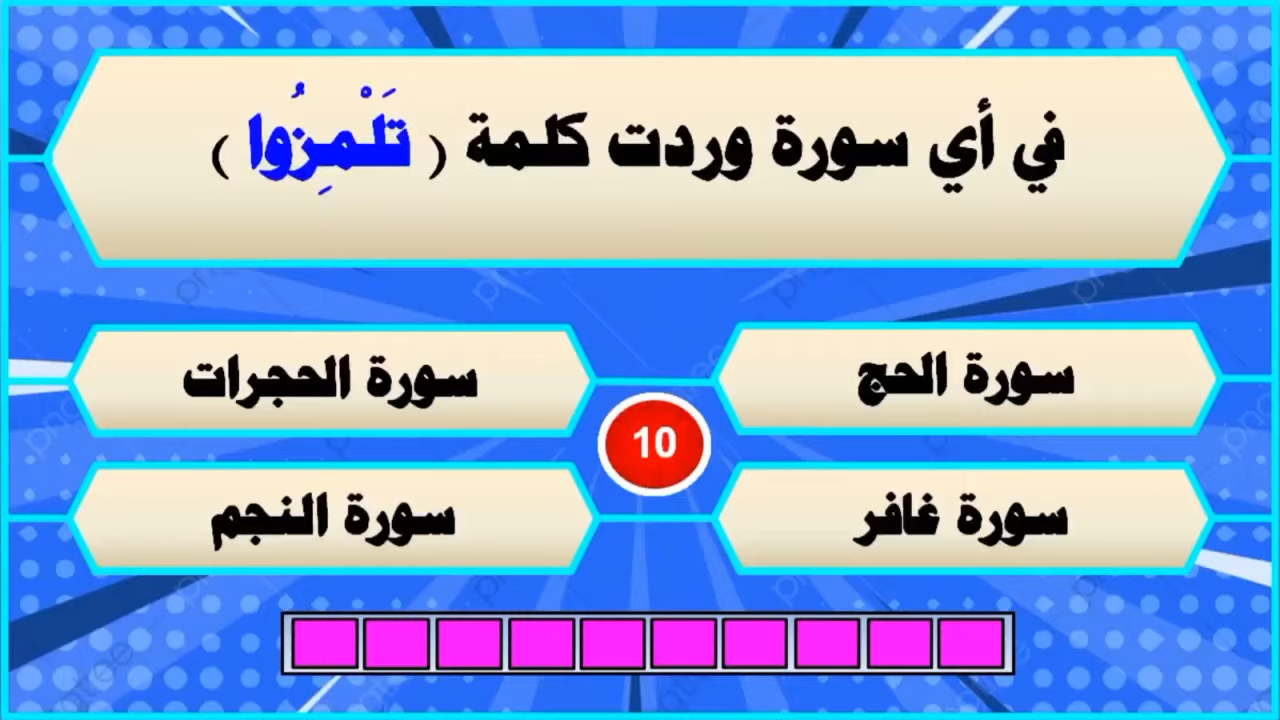 في أي سورة وردت كلمة ( تَلْمِزُوا )
سورة الحج
سورة الحجرات
10
سورة غافر
سورة النجم